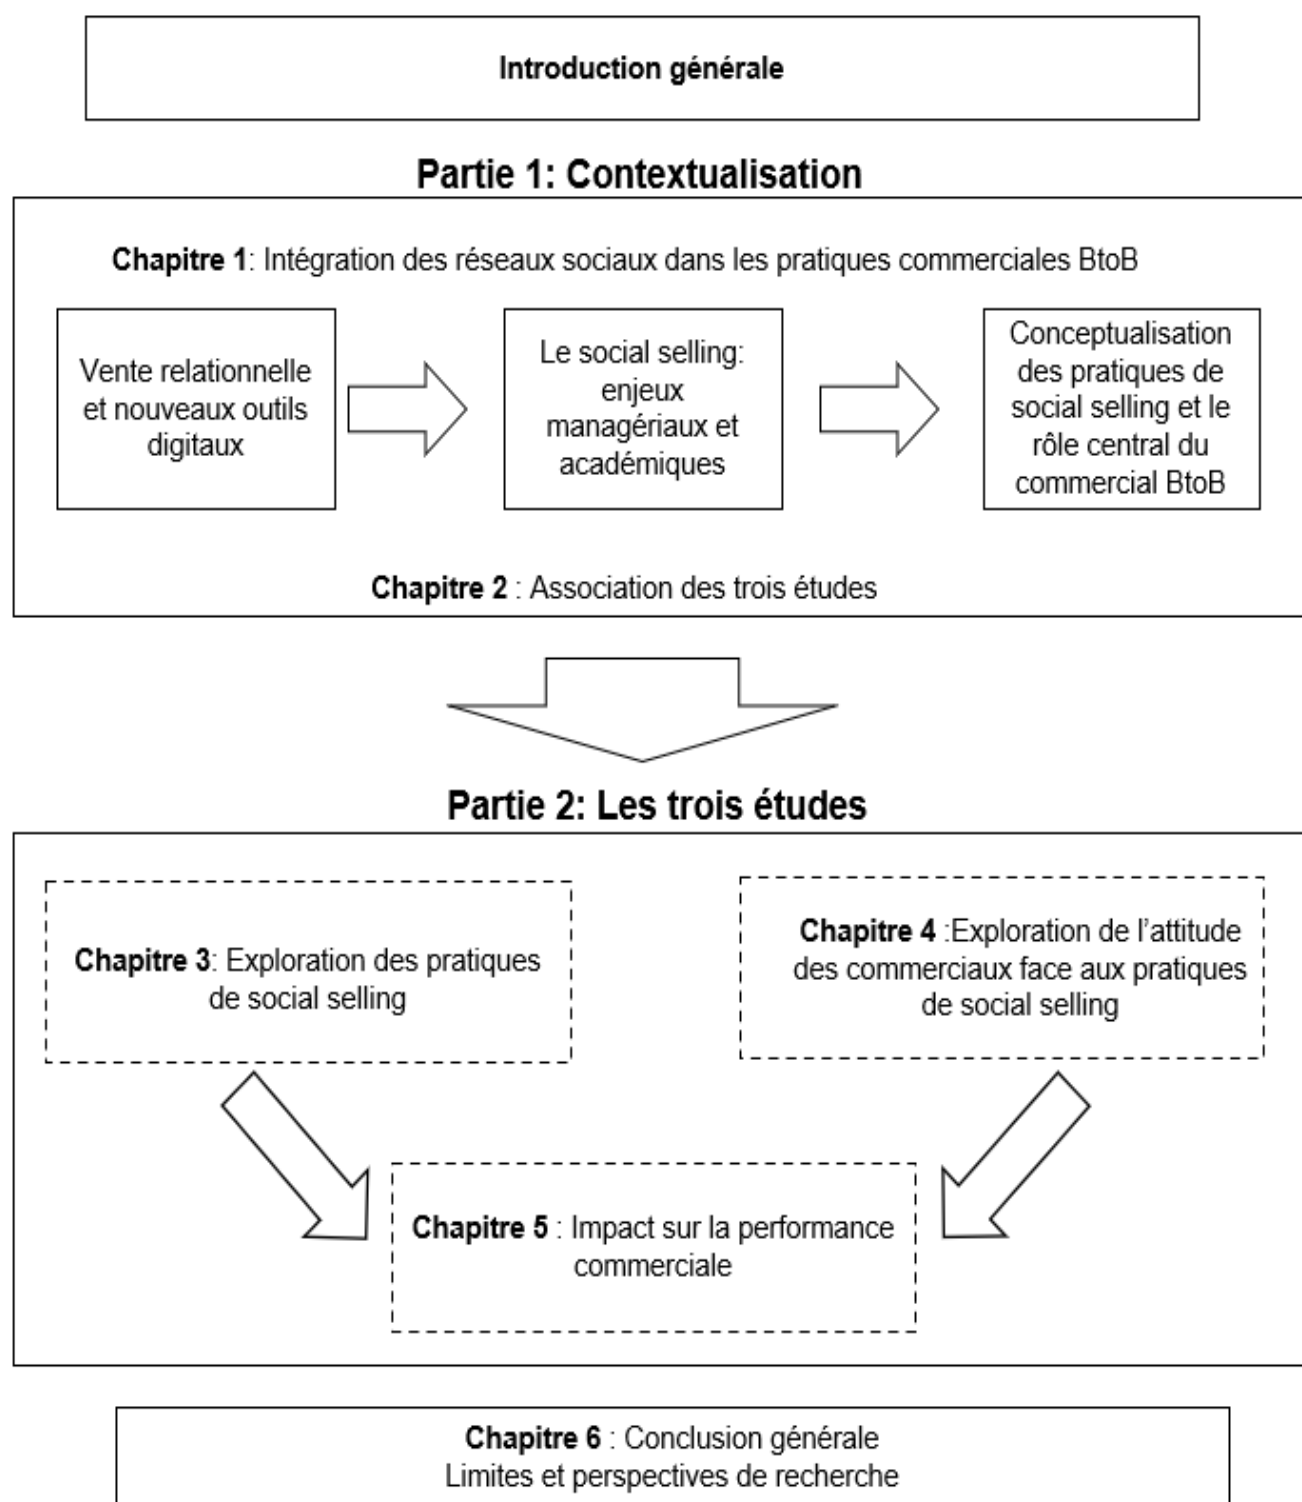 Introduction générale
Partie 1: Contextualisation
Chapitre 1: Intégration des réseaux sociaux dans les pratiques commerciales BtoB
Vente relationnelle
et nouveaux outils
digitaux
Le social selling:
enjeux
managériaux et
académiques
Conceptualisation
des pratiques de
social selling et le
rôle central du
commercial BtoB
Chapitre 2 : Association des trois études
Partie 2: Les trois études
Chapitre 3: Exploration des pratiques
de social selling
Chapitre 4 :Exploration de l'attitude
des commerciaux face aux pratiques
de social selling
Chapitre 5 : Impact sur la performance
commerciale
Chapitre 6 : Conclusion générale
Limites et perspectives de recherche